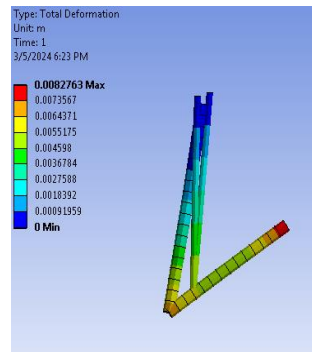 Type: Total Deformation
Unit: m
Time: 1
3/5/2024 6:23 PM
0.0082763 Max
0.0073567
0.0064371
0.0055175
0.004598
0.0036784
0.0027588
0.0018392
0.00091959
0 Min